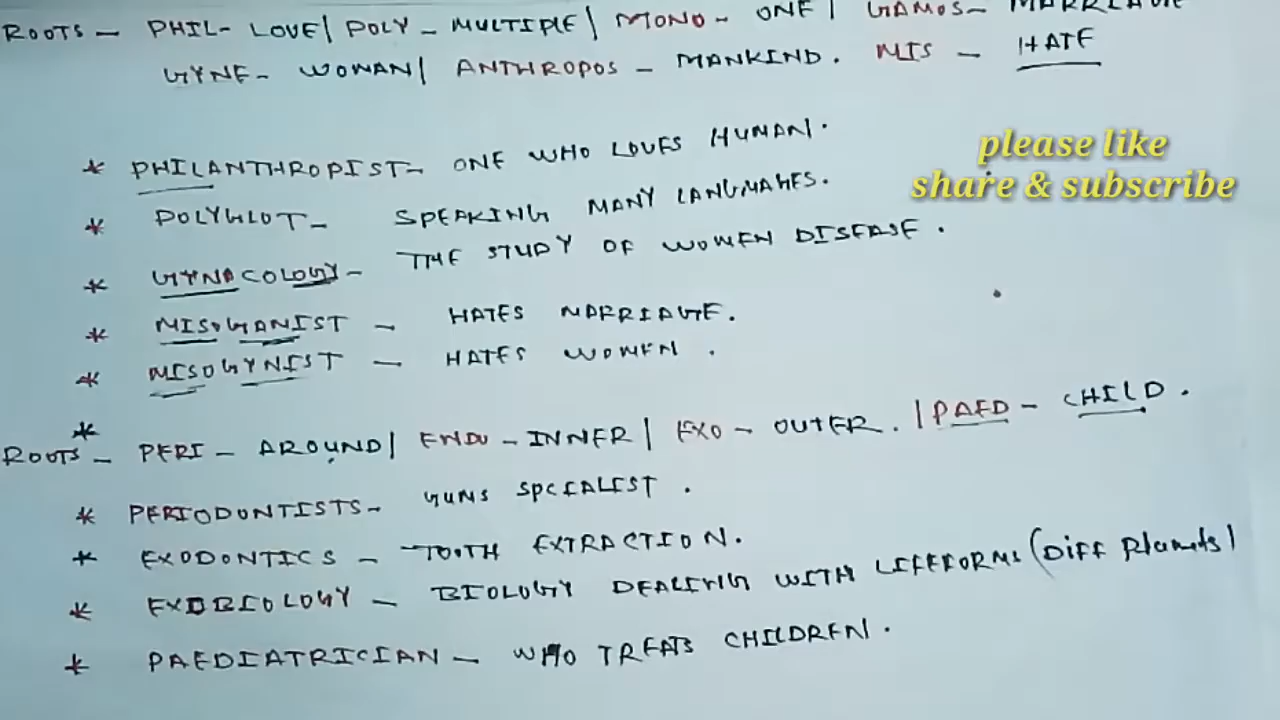 ROOTS - PHIL- LOVE/ POLY - MULTIPLE/ MONO - ONE/ GAMOS- MARRIAGE
GYNE- WOMAN/ ANTHROPOS - MANKIND. MIS - HATE
* PHILANTHROPIST- ONE WHO LOVES HUMAN.
please like
share & subscribe
* POLYGLOT- SPEAKING MANY LANGUAGES.
* GYNACOLOGY- THE STUDY OF WOMEN DISEASE.
* MISOGANIST - HATES MARRIAGE.
* MISOGYNIST - HATES WOMEN.
*
ROOTS - PERI - AROUND/ ENDO - INNER/ EXO - OUTER. / PAED - CHILD.
* PERIODONTISTS- GUMS SPCIALIST.
* EXODONTICS - TOOTH EXTRACTION.
* EXOBIOLOGY - BIOLOGY DEALING WITH LIFEFORMS (Diff Planets)
* PAEDIATRICIAN - WHO TREATS CHILDREN.